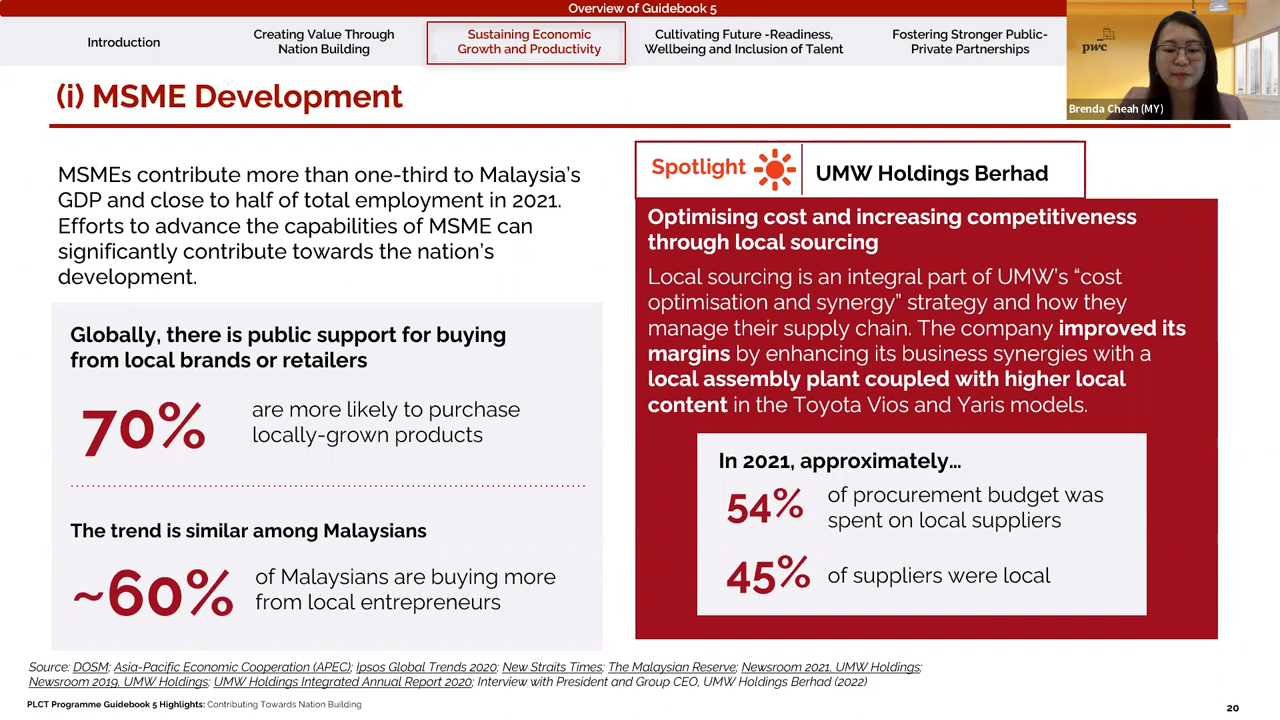 Overview of Guidebook 5
Introduction
Creating Value Through
Nation Building
Sustaining Economic
Growth and Productivity
Cultivating Future -Readiness,
Wellbeing and Inclusion of Talent
Fostering Stronger Public-
Private Partnerships
pwc
Brenda Cheah (MY)
(i) MSME Development
MSMEs contribute more than one-third to Malaysia's
GDP and close to half of total employment in 2021.
Efforts to advance the capabilities of MSME can
significantly contribute towards the nation's
development.
Globally, there is public support for buying
from local brands or retailers
70%
are more likely to purchase
locally-grown products
The trend is similar among Malaysians
~60%
of Malaysians are buying more
from local entrepreneurs
Spotlight
UMW Holdings Berhad
Optimising cost and increasing competitiveness
through local sourcing
Local sourcing is an integral part of UMW's “cost
optimisation and synergy” strategy and how they
manage their supply chain. The company improved its
margins by enhancing its business synergies with a
local assembly plant coupled with higher local
content in the Toyota Vios and Yaris models.
In 2021, approximately…
54%
of procurement budget was
spent on local suppliers
45%
of suppliers were local
Source: DOSM; Asia-Pacific Economic Cooperation (APEC); Ipsos Global Trends 2020; New Straits Times; The Malaysian Reserve; Newsroom 2021, UMW Holdings;
Newsroom 2019, UMW Holdings; UMW Holdings Integrated Annual Report 2020; Interview with President and Group CEO, UMW Holdings Berhad (2022)
PLCT Programme Guidebook 5 Highlights: Contributing Towards Nation Building
20